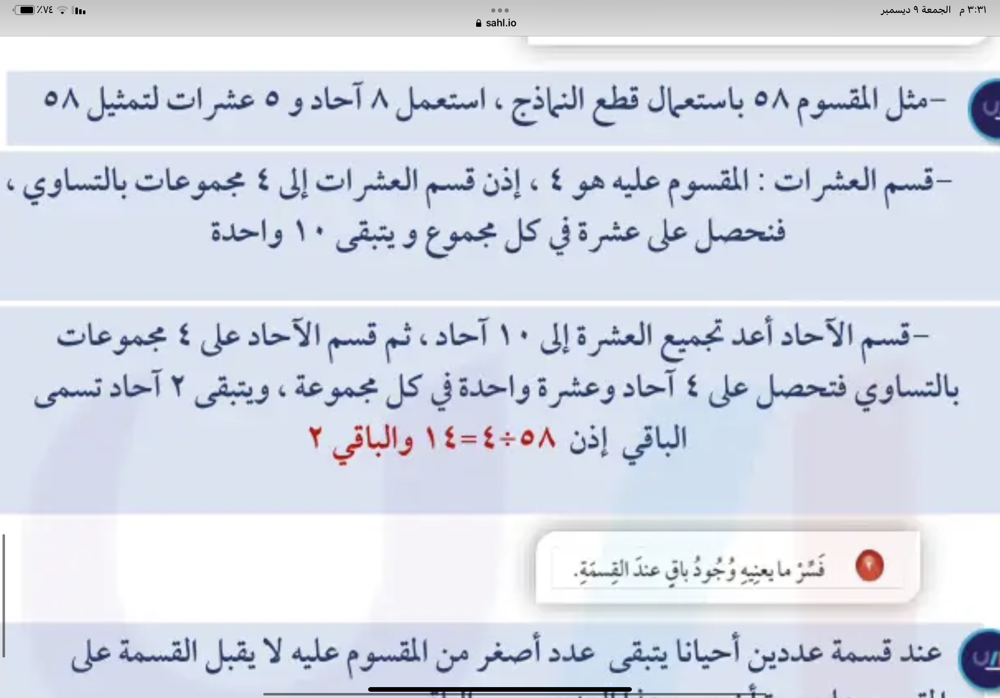 ٣:٣١ م الجمعة ٩ ديسمبر
٪٧٤
sahl.io
–مثل المقسوم ٥٨ باستعمال قطع النماذج ، استعمل ٨ آحاد و ٥ عشرات لتمثيل ٥٨
–قسم العشرات : المقسوم عليه هو ٤ ، إذن قسم العشرات إلى ٤ مجموعات بالتساوي ،
فنحصل على عشرة في كل مجموع و يتبقى ١٠ واحدة
–قسم الآحاد أعد تجميع العشرة إلى ١٠ آحاد ، ثم قسم الآحاد على ٤ مجموعات
بالتساوي فتحصل على ٤ آحاد وعشرة واحدة في كل مجموعة ، ويتبقى ٢ آحاد تسمى
الباقي إذن ٥٨÷٤=١٤ والباقي ٢
٢ فَسِّرْ ما يعنِيهِ وُجُودُ باقٍ عندَ القِسمَةِ.
عند قسمة عددين أحيانا يتبقى عدد أصغر من المقسوم عليه لا يقبل القسمة على